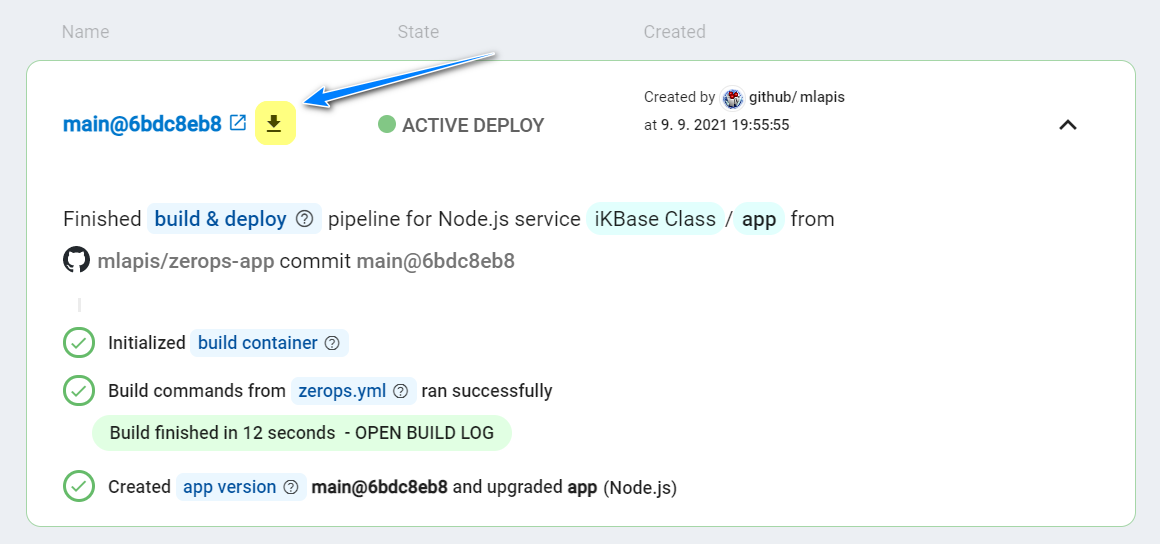 Name State Created
Created by github/mlapis
main@6bdc8eb8 ACTIVE DEPLOY at 9. 9. 2021 19:55:55
Finished build & deploy pipeline for Node.js service iKBase Class/app from
mlapis/zerops-app commit main@6bdc8eb8
Initialized build container
Build commands from zerops.yml ran successfully
Build finished in 12 seconds - OPEN BUILD LOG
Created app version main@6bdc8eb8 and upgraded app (Node.js)